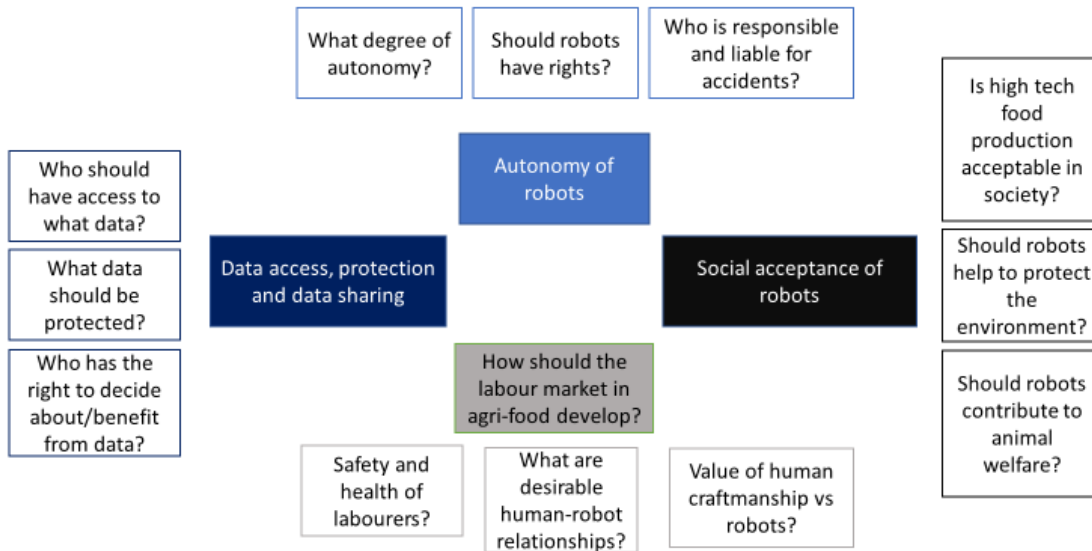 What degree of
autonomy?
Should robots
have rights?
Who is responsible
and liable for
accidents?
Autonomy of
robots
Who should
have access to
what data?
What data
should be
protected?
Who has the
right to decide
about/benefit
from data?
Data access, protection
and data sharing
Social acceptance of
robots
Is high tech
food
production
acceptable in
society?
Should robots
help to protect
the
environment?
Should robots
contribute to
animal
welfare?
How should the
labour market in
agri-food develop?
Safety and
health of
labourers?
What are
desirable
human-robot
relationships?
Value of human
craftmanship vs
robots?